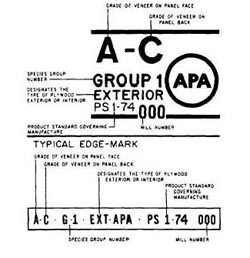 GRADE OF VENEER ON PANEL FACE
GRADE OF VENEER ON PANEL BACK
A-C
SPECIES GROUP NUMBER
GROUP 1
APA
DESIGNATES THE TYPE OF PLYWOOD EXTERIOR OR INTERIOR
EXTERIOR
PS 1-74
000
PRODUCT STANDARD GOVERNING MANUFACTURE
MILL NUMBER
TYPICAL EDGE-MARK
GRADE OF VENEER ON PANEL FACE
GRADE OF VENEER ON PANEL BACK
DESIGNATES THE TYPE OF PLYWOOD
EXTERIOR OR INTERIOR
PRODUCT STANDARD
GOVERNING
MANUFACTURE
A·C · G·1 · EXT·APA · PS 1·74 000
SPECIES GROUP NUMBER
MILL NUMBER